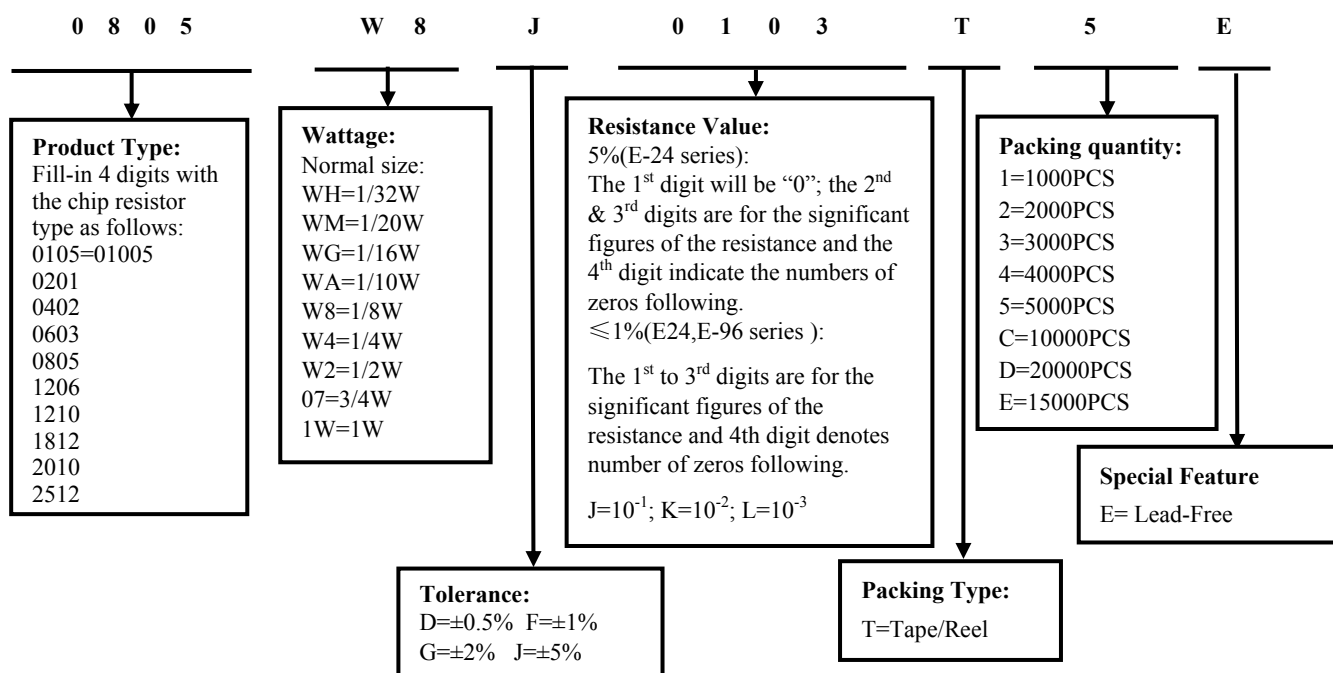 0 8 0 5 W 8 J 0 1 0 3 T 5 E
Product Type:
Fill-in 4 digits with
the chip resistor
type as follows:
0105=01005
0201
0402
0603
0805
1206
1210
1812
2010
2512
Wattage:
Normal size:
WH=1/32W
WM=1/20W
WG=1/16W
WA=1/10W
W8=1/8W
W4=1/4W
W2=1/2W
07=3/4W
1W=1W
Tolerance:
D=±0.5% F=±1%
G=±2% J=±5%
Resistance Value:
5%(E-24 series):
The 1st digit will be “0”; the 2nd
& 3rd digits are for the significant
figures of the resistance and the
4th digit indicate the numbers of
zeros following.
≤1%(E24,E-96 series ):
The 1st to 3rd digits are for the
significant figures of the
resistance and 4th digit denotes
number of zeros following.
J=10-1; K=10-2; L=10-3
Packing Type:
T=Tape/Reel
Packing quantity:
1=1000PCS
2=2000PCS
3=3000PCS
4=4000PCS
5=5000PCS
C=10000PCS
D=20000PCS
E=15000PCS
Special Feature
E= Lead-Free